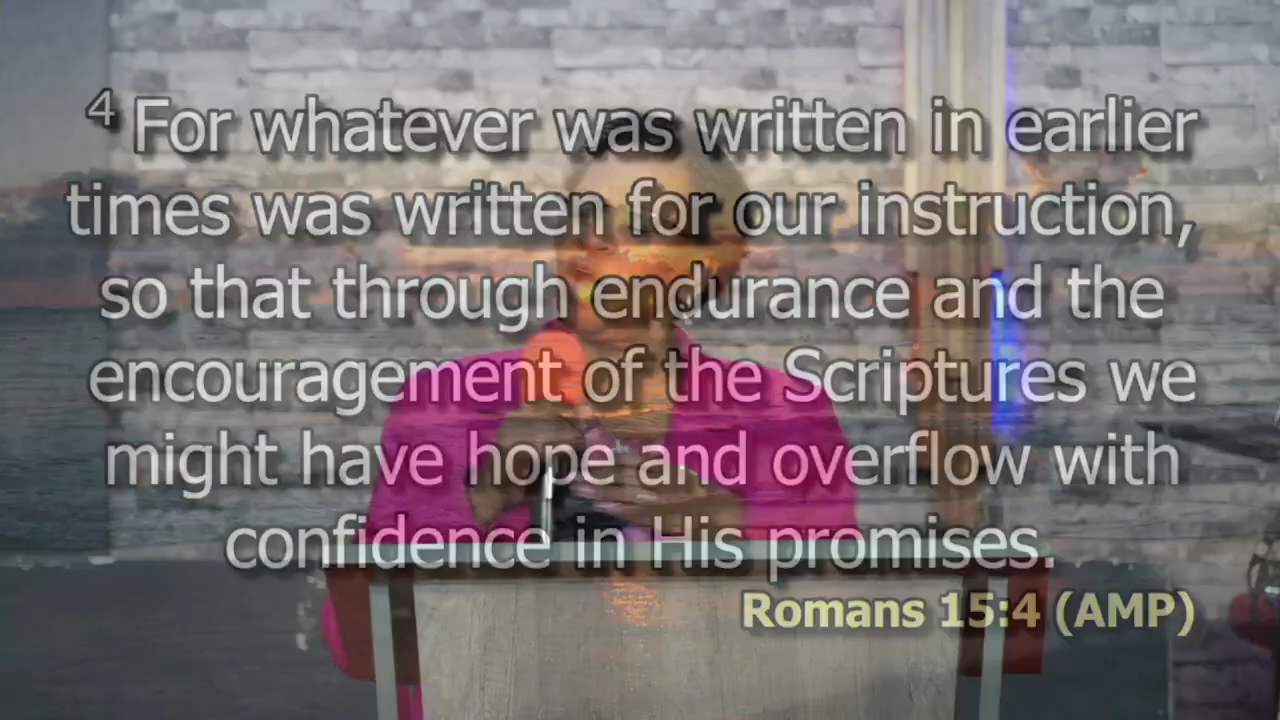 4 For whatever was written in earlier
times was written for our instruction,
so that through endurance and the
encouragement of the Scriptures we
might have hope and overflow with
confidence in His promises.
Romans 15:4 (AMP)